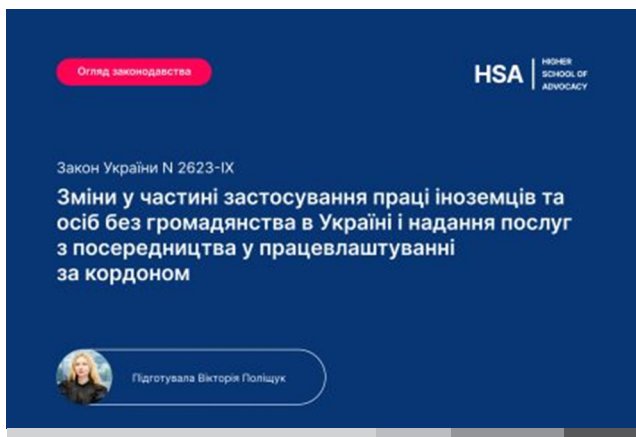 Огляд законодавства
HSA
HIGHER
SCHOOL OF
ADVOCACY
Закон України N 2623-IX
Зміни у частині застосування праці іноземців та
осіб без громадянства в Україні і надання послуг
з посередництва у працевлаштуванні
за кордоном
Підготувала Вікторія Поліщук